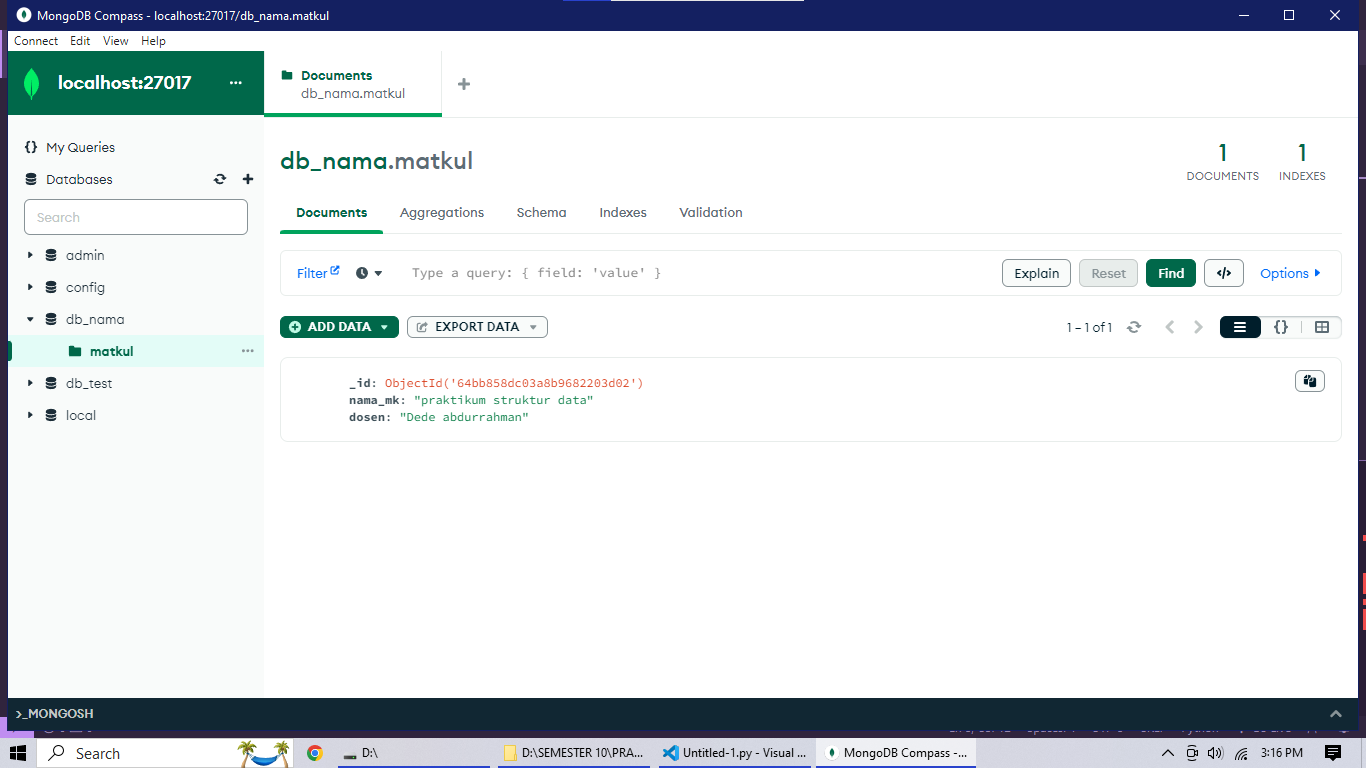 MongoDB Compass - localhost:27017/db_nama.matkul
Connect Edit View Help
localhost:27017
Documents
db_nama.matkul
My Queries
Databases
Search
admin
config
db_nama
matkul
db_test
local
db_nama.matkul
1
DOCUMENTS
1
INDEXES
Documents Aggregations Schema Indexes Validation
Filter Type a query: { field: 'value' } Explain Reset Find </> Options
ADD DATA EXPORT DATA 1 – 1 of 1 {}
_id: ObjectId('64bb858dc03a8b9682203d02')
nama_mk: "praktikum struktur data"
dosen: "Dede abdurrahman"
>_MONGOSH
Search D:\ D:\SEMESTER 10\PRA... Untitled-1.py - Visual ... MongoDB Compass -... 3:16 PM